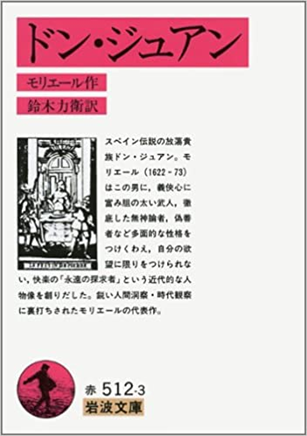 ドン・ジュアン
モリエール作
鈴木力衛訳
スペイン伝説の放蕩貴
族ドン・ジュアン。モ
リエール(1622‐73)
はこの男に,義俠心に
富み胆の太い武人,徹
底した無神論者,偽善
者など多面的な性格を
つけくわえ,自分の欲
望に限りをつけられな
い,快楽の「永遠の探求者」という近代的な人
物像を創りだした。鋭い人間洞察・時代観察
に裏打ちされたモリエールの代表作。
赤 512-3
岩波文庫